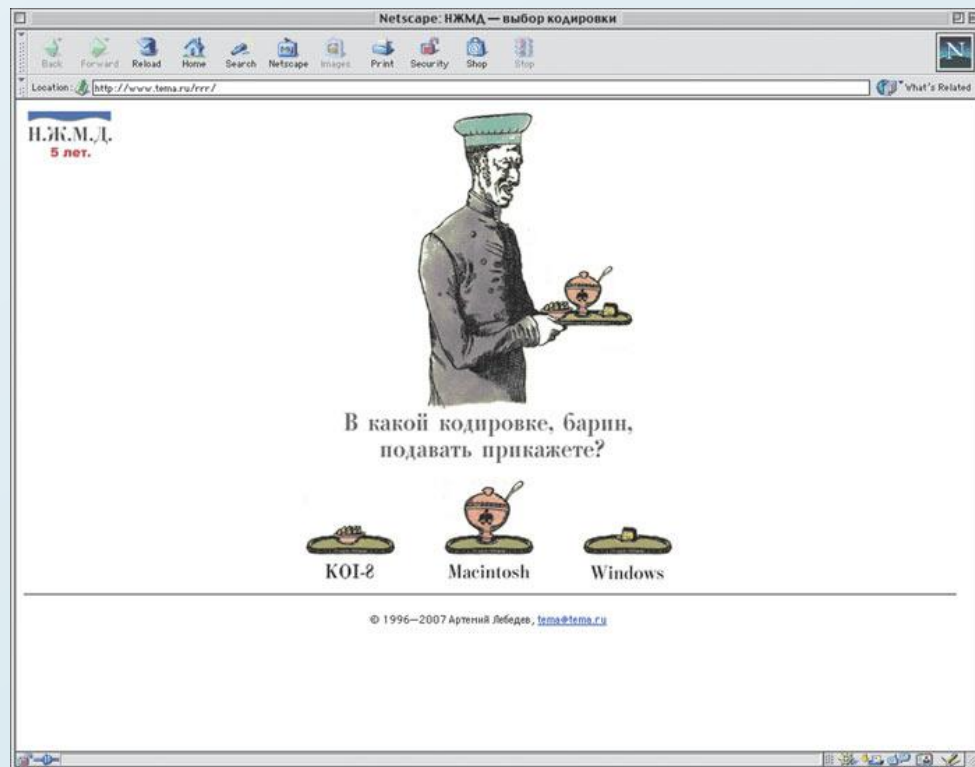 Netscape: НЖМД — выбор кодировки
Back Forward Reload Home Search Netscape Images Print Security Shop Stop
Location: http://www.tema.ru/rrr/ What's Related
N
Н.Ж.М.Д.
5 лет.
В какой кодировке, барин,
подавать прикажете?
KOI-8 Macintosh Windows
© 1996—2007 Артемий Лебедев, tema@tema.ru